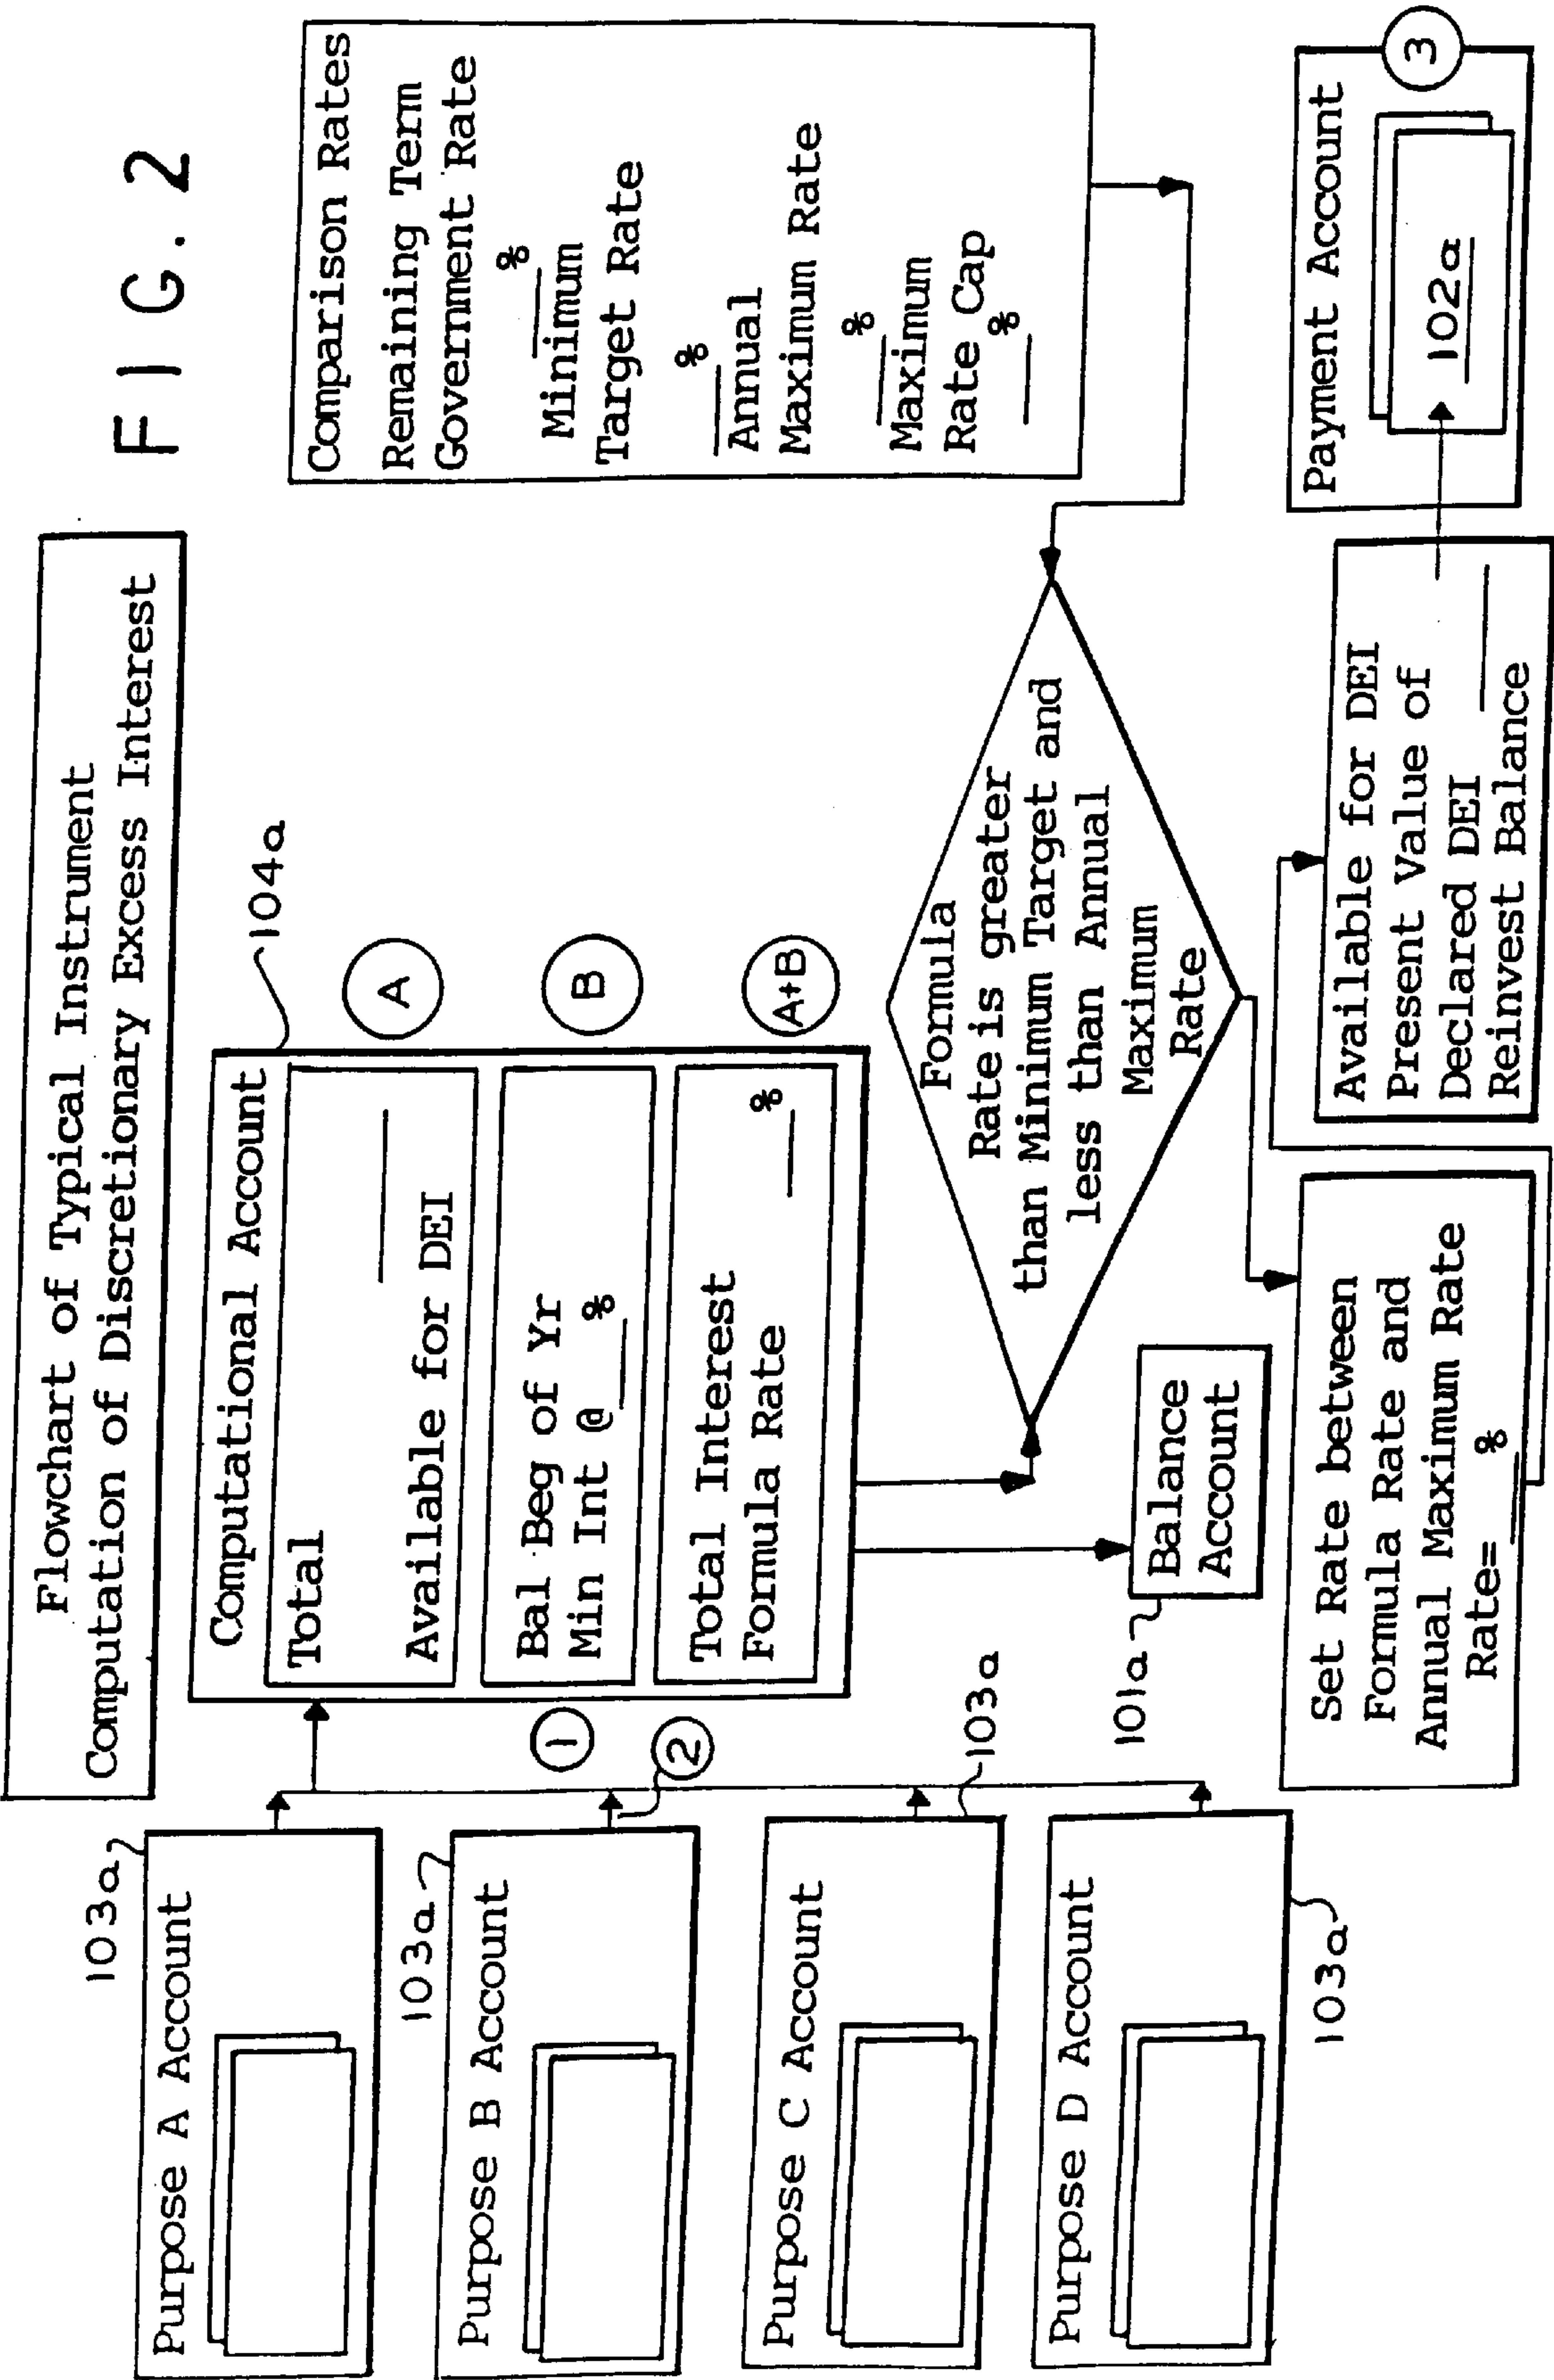 FIG. 2
Flowchart of Typical Instrument
Computation of Discretionary Excess Interest
103a
Purpose A Account
103a
Purpose B Account
Purpose C Account
103a
Purpose D Account
103a
1
2
104a
Computational Account
Total
Available for DEI
A
Bal Beg of Yr
Min Int @ %
B
Total Interest
Formula Rate %
A+B
Comparison Rates
Remaining Term
Government Rate
%
Minimum
Target Rate
%
Annual
Maximum Rate
%
Maximum
Rate Cap
%
Formula
Rate is greater
than Minimum Target and
less than Annual
Maximum
Rate
101a
Balance
Account
Set Rate between
Formula Rate and
Annual Maximum Rate
Rate= %
Available for DEI
Present Value of
Declared DEI
Reinvest Balance
Payment Account
102a
3